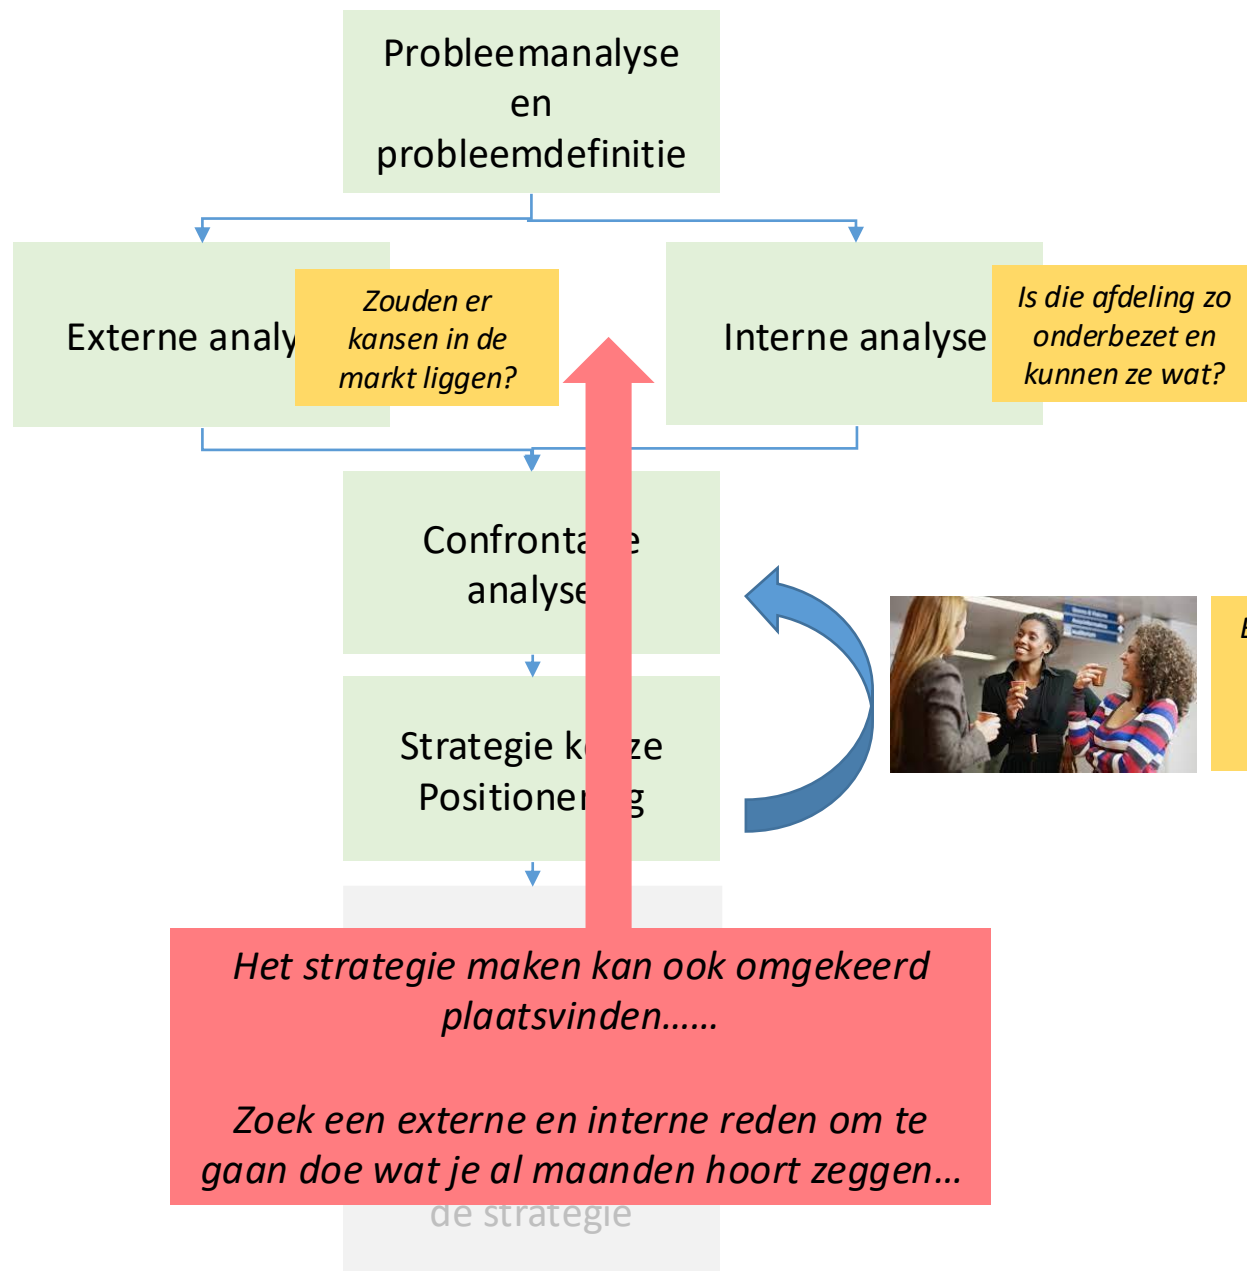 Probleemanalyse
en
probleemdefinitie
Externe analy
Zouden er
kansen in de
markt liggen?
Interne analyse
Is die afdeling zo
onderbezet en
kunnen ze wat?
Confronta e
analyse
Strategie ke ze
Positioner g
Het strategie maken kan ook omgekeerd
plaatsvinden……
Zoek een externe en interne reden om te
gaan doe wat je al maanden hoort zeggen…
de strategie